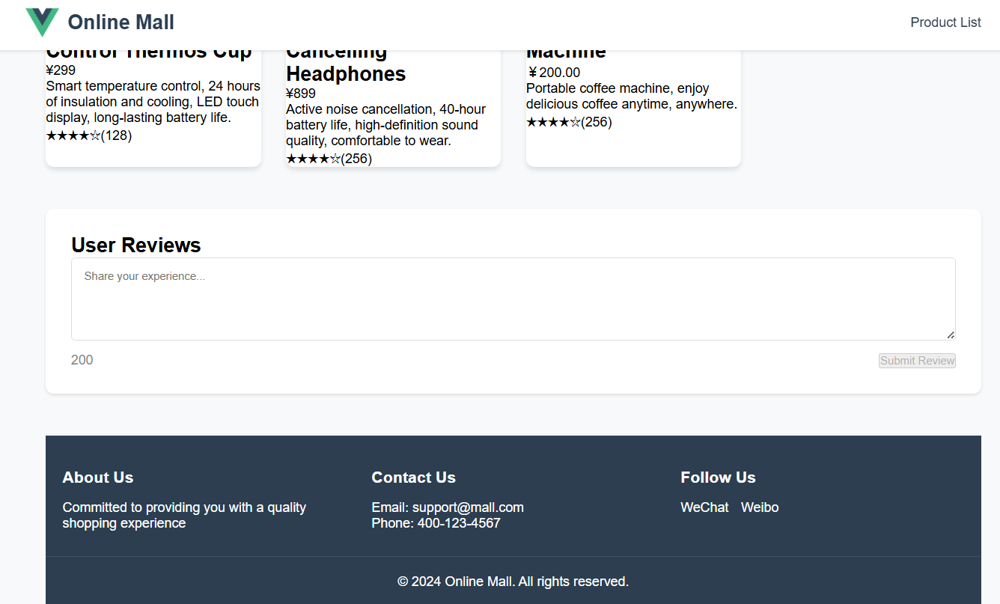 Online Mall
Product List
Control Thermos Cup
¥299
Smart temperature control, 24 hours
of insulation and cooling, LED touch
display, long-lasting battery life.
★★★★☆(128)
Cancelling
Headphones
¥899
Active noise cancellation, 40-hour
battery life, high-definition sound
quality, comfortable to wear.
★★★★☆(256)
Machine
￥200.00
Portable coffee machine, enjoy
delicious coffee anytime, anywhere.
★★★★☆(256)
User Reviews
Share your experience...
200
Submit Review
About Us
Committed to providing you with a quality
shopping experience
Contact Us
Email: support@mall.com
Phone: 400-123-4567
Follow Us
WeChat Weibo
© 2024 Online Mall. All rights reserved.